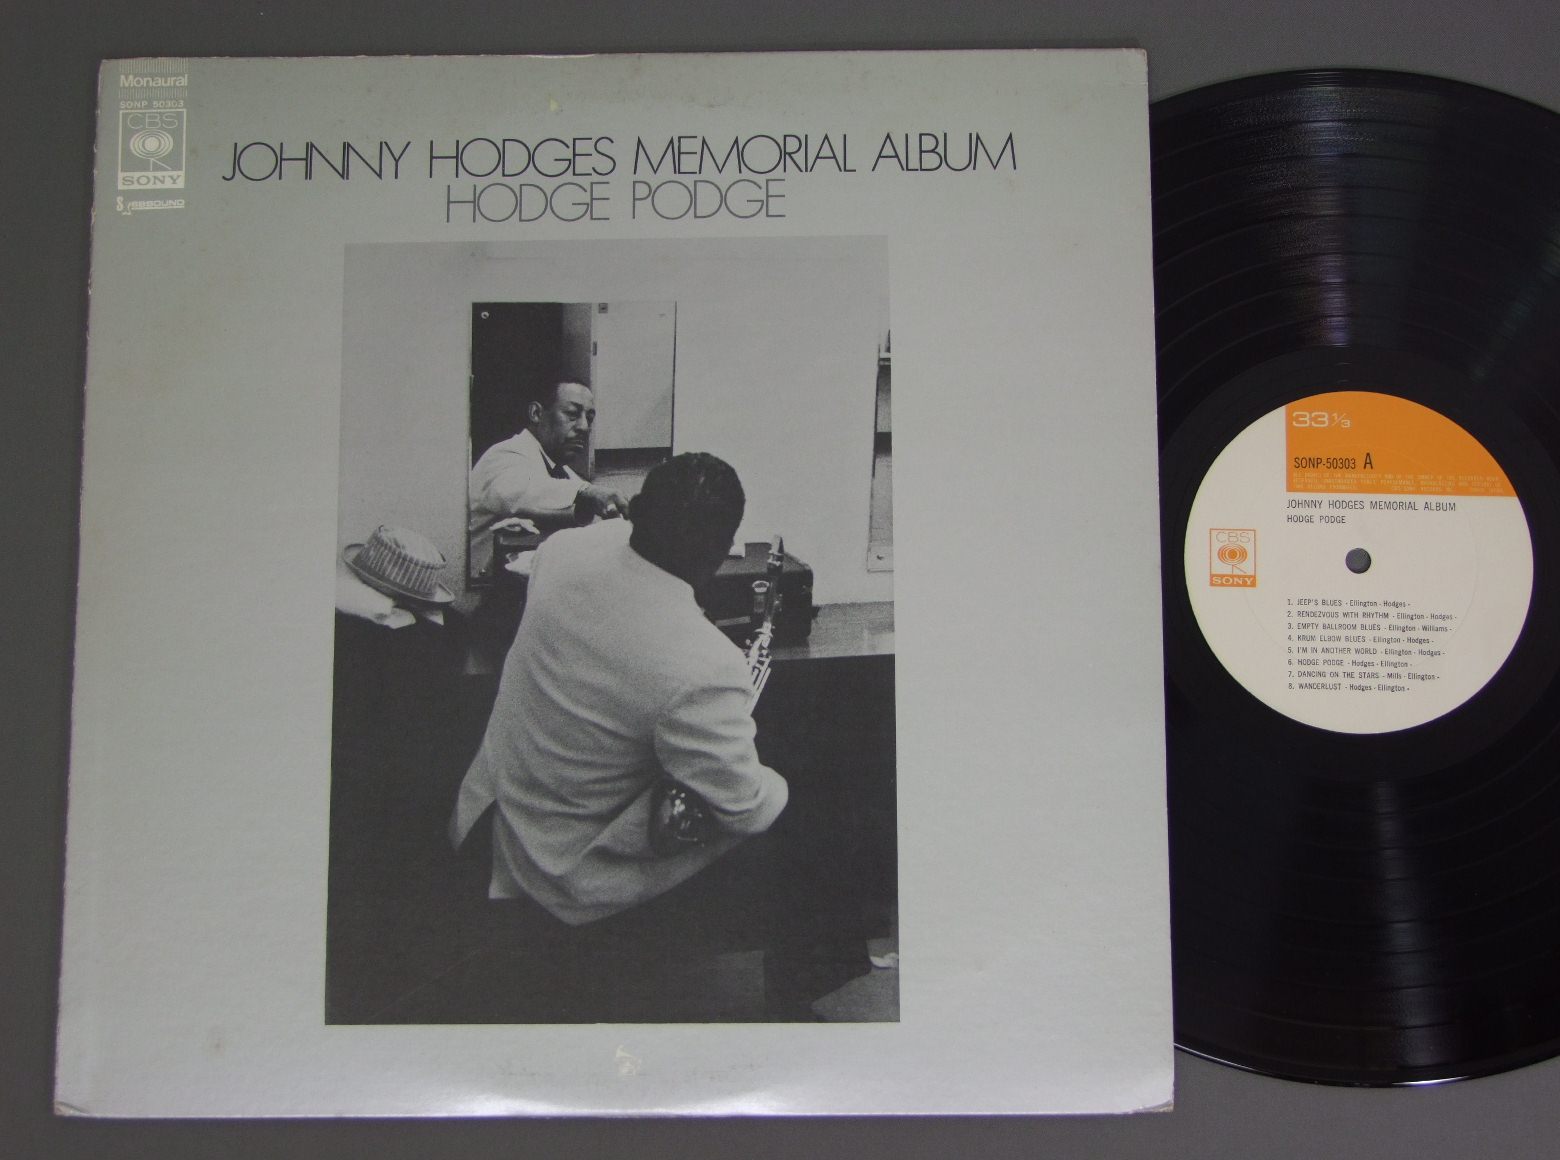 Monaural
SONP 50303
CBS
SONY
JOHNNY HODGES MEMORIAL ALBUM
HODGE PODGE
33 1/3
SONP-50303 A
JOHNNY HODGES MEMORIAL ALBUM
HODGE PODGE
CBS
SONY
1. JEEP'S BLUES - Ellington - Hodges -
2. RENDEZVOUS WITH RHYTHM - Ellington - Hodges -
3. EMPTY BALLROOM BLUES - Ellington - Williams -
4. KRUM ELBOW BLUES - Ellington - Hodges -
5. I'M IN ANOTHER WORLD - Ellington - Hodges -
6. HODGE PODGE - Hodges - Ellington -
7. DANCING ON THE STARS - Mills - Ellington -
8. WANDERLUST - Hodges - Ellington -